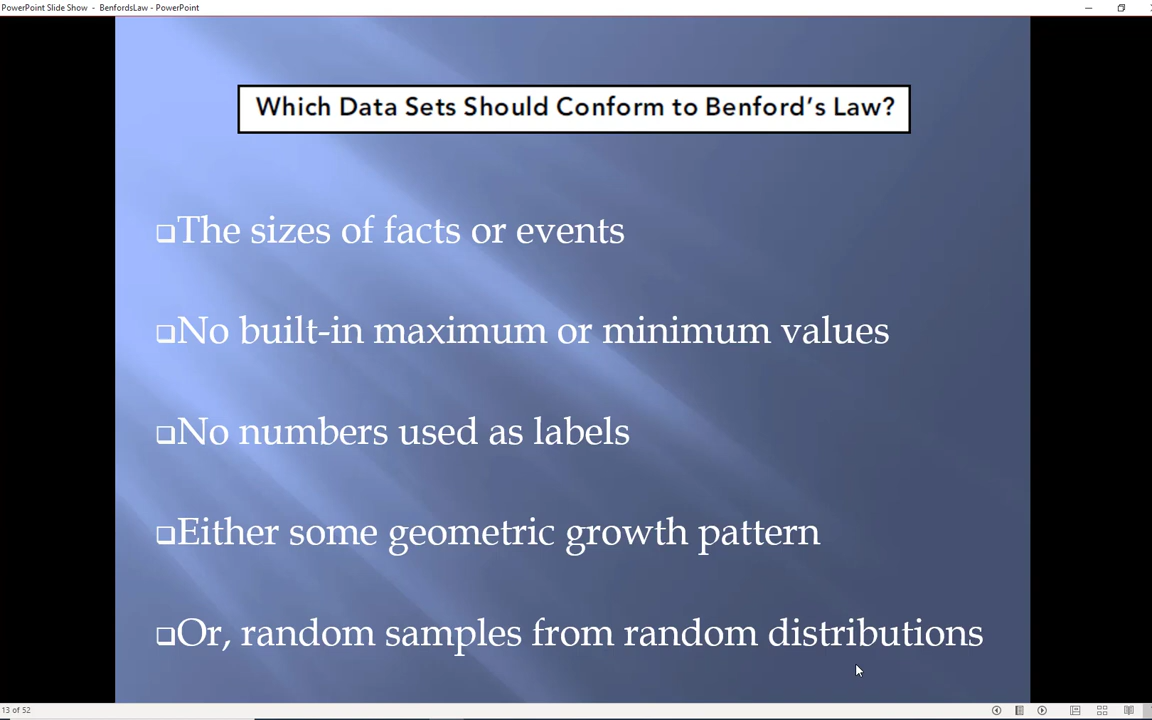 PowerPoint Slide Show - BenfordsLaw - PowerPoint
Which Data Sets Should Conform to Benford's Law?
❑The sizes of facts or events
❑No built-in maximum or minimum values
❑No numbers used as labels
❑Either some geometric growth pattern
❑Or, random samples from random distributions
13 of 52